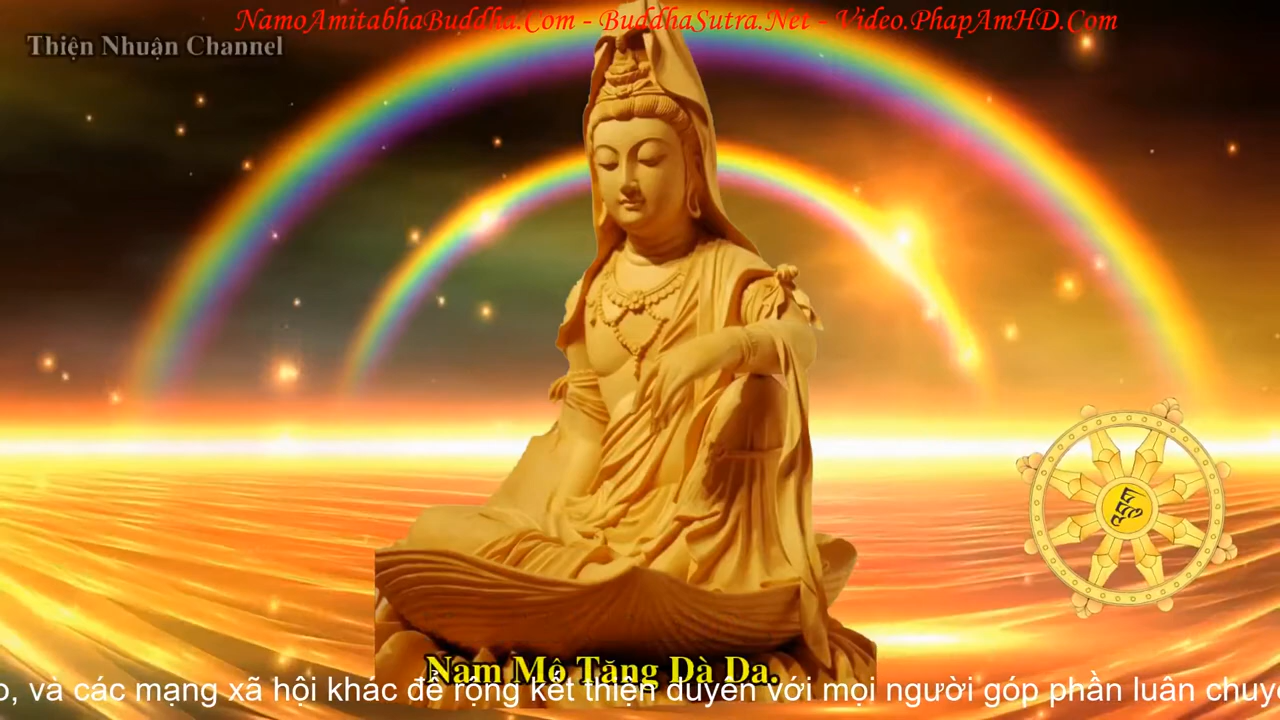 NamoAmitabhaBuddha.Com - BuddhaSutra.Net - Video.PhapAmHD.Com
Thiện Nhuận Channel
Nam Mô Tăng Dà Da.
, và các mạng xã hội khác để rộng kết thiện duyên với mọi người góp phần luân